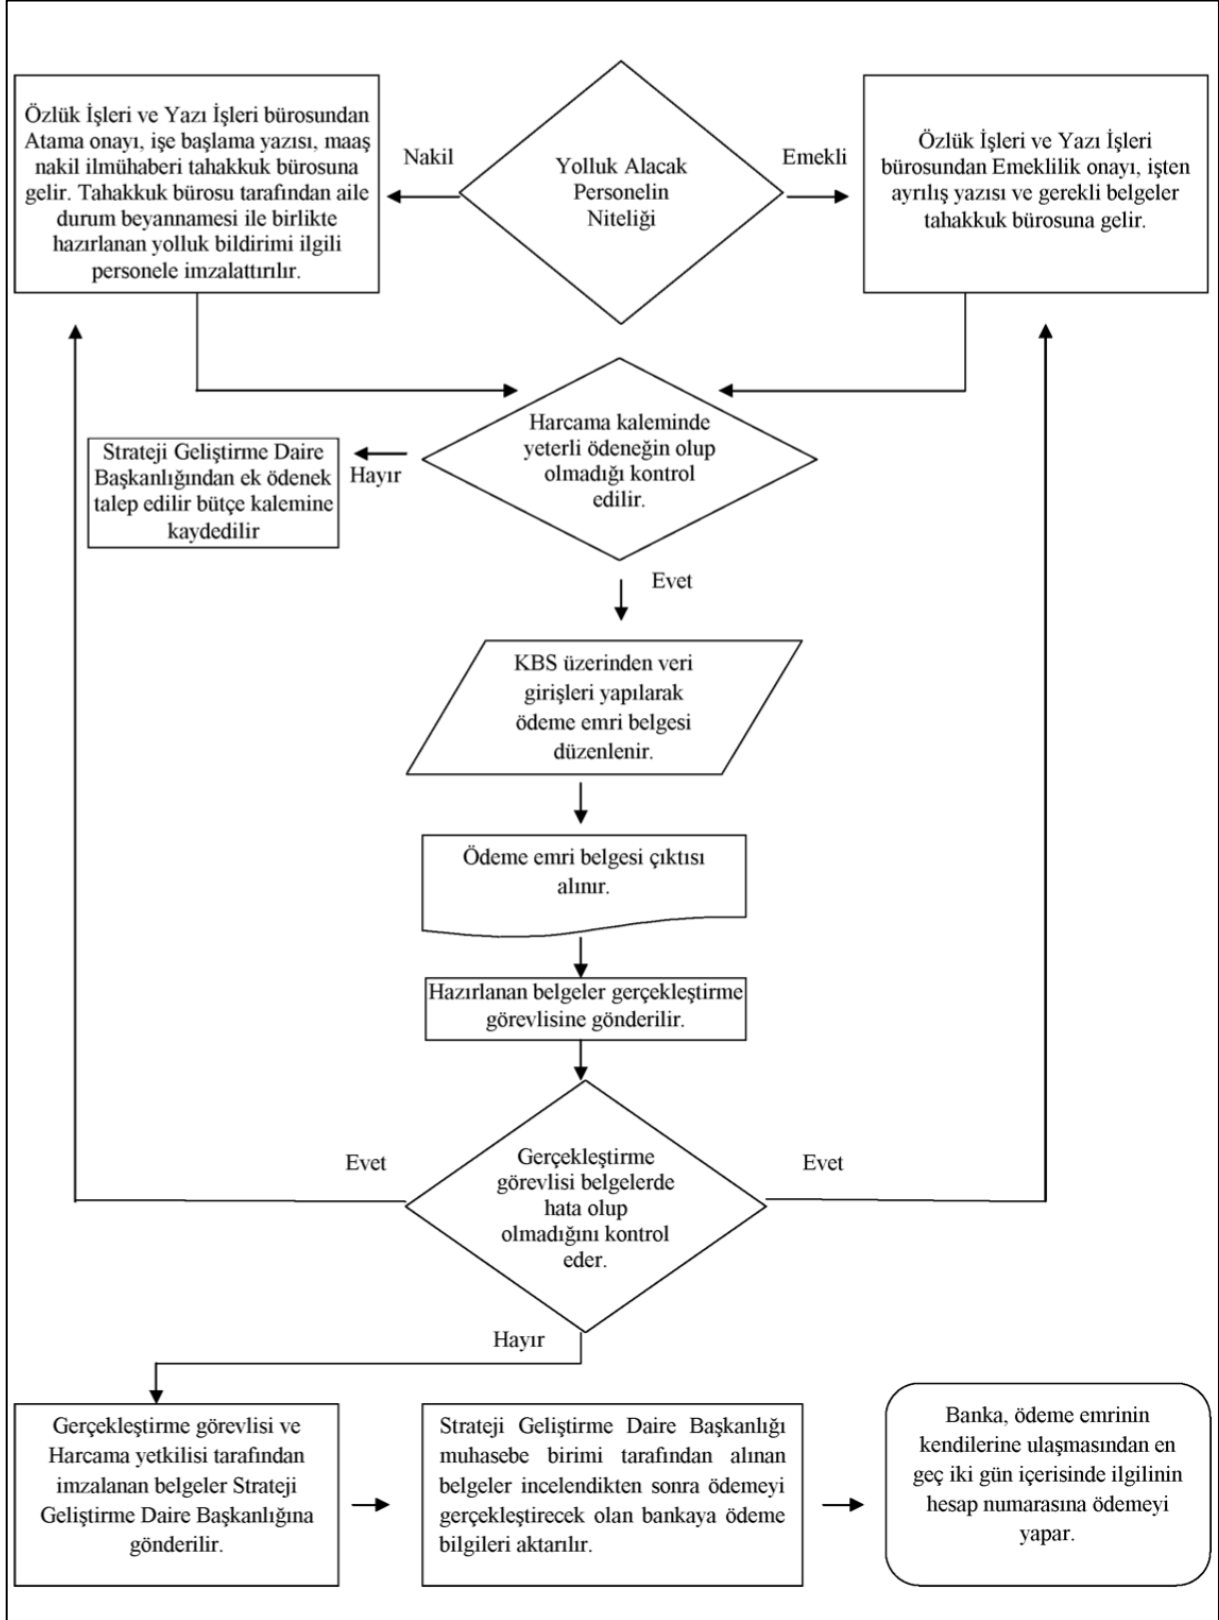 Özlük İşleri ve Yazı İşleri bürosundan
Atama onayı, işe başlama yazısı, maaş
nakil ilmühaberi tahakkuk bürosuna
gelir. Tahakkuk bürosu tarafından aile
durum beyannamesi ile birlikte
hazırlanan yolluk bildirimi ilgili
personele imzalattırılır.
Nakil
Yolluk Alacak
Personelin
Niteliği
Emekli
Özlük İşleri ve Yazı İşleri
bürosundan Emeklilik onayı, işten
ayrılış yazısı ve gerekli belgeler
tahakkuk bürosuna gelir.
Harcama kaleminde
yeterli ödeneğin olup
olmadığı kontrol
edilir.
Hayır
Strateji Geliştirme Daire
Başkanlığından ek ödenek
talep edilir bütçe kalemine
kaydedilir
Evet
KBS üzerinden veri
girişleri yapılarak
ödeme emri belgesi
düzenlenir.
Ödeme emri belgesi çıktısı
alınır.
Hazırlanan belgeler gerçekleştirme
görevlisine gönderilir.
Evet
Gerçekleştirme
görevlisi belgelerde
hata olup
olmadığını kontrol
eder.
Evet
Hayır
Gerçekleştirme görevlisi ve
Harcama yetkilisi tarafından
imzalanan belgeler Strateji
Geliştirme Daire Başkanlığına
gönderilir.
Strateji Geliştirme Daire Başkanlığı
muhasebe birimi tarafından alınan
belgeler incelendikten sonra ödemeyi
gerçekleştirecek olan bankaya ödeme
bilgileri aktarılır.
Banka, ödeme emrinin
kendilerine ulaşmasından en
geç iki gün içerisinde ilgilinin
hesap numarasına ödemeyi
yapar.